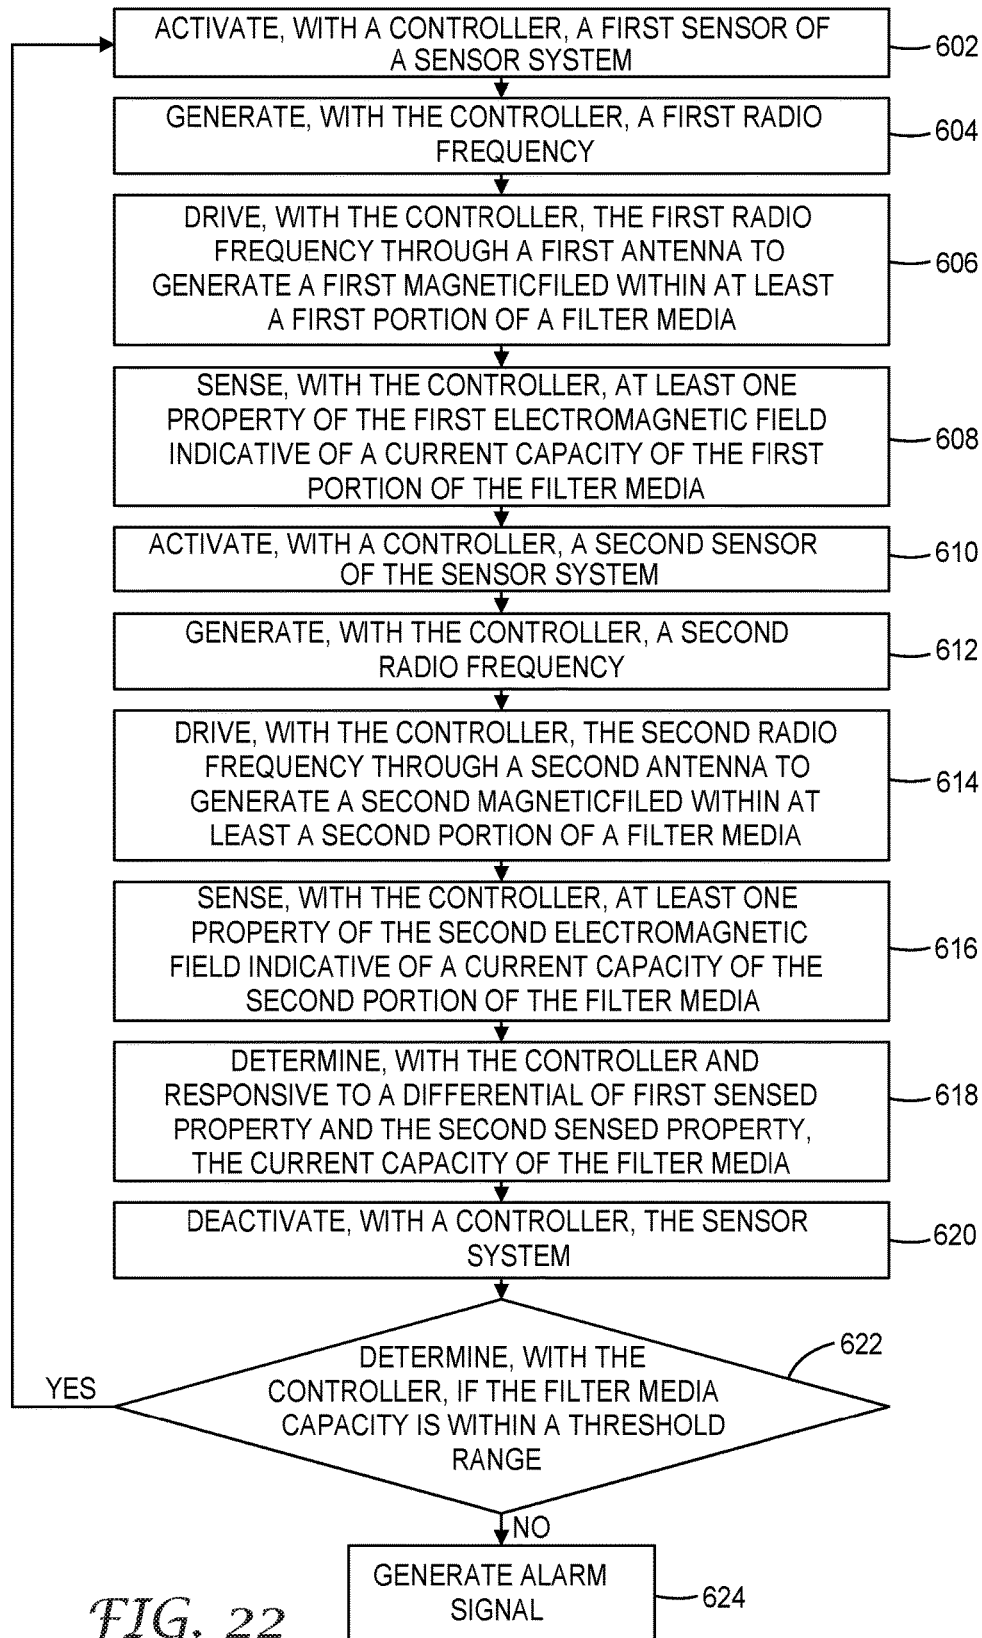 ACTIVATE, WITH A CONTROLLER, A FIRST SENSOR OF
A SENSOR SYSTEM
602
GENERATE, WITH THE CONTROLLER, A FIRST RADIO
FREQUENCY
604
DRIVE, WITH THE CONTROLLER, THE FIRST RADIO
FREQUENCY THROUGH A FIRST ANTENNA TO
GENERATE A FIRST MAGNETICFILED WITHIN AT LEAST
A FIRST PORTION OF A FILTER MEDIA
606
SENSE, WITH THE CONTROLLER, AT LEAST ONE
PROPERTY OF THE FIRST ELECTROMAGNETIC FIELD
INDICATIVE OF A CURRENT CAPACITY OF THE FIRST
PORTION OF THE FILTER MEDIA
608
ACTIVATE, WITH A CONTROLLER, A SECOND SENSOR
OF THE SENSOR SYSTEM
610
GENERATE, WITH THE CONTROLLER, A SECOND
RADIO FREQUENCY
612
DRIVE, WITH THE CONTROLLER, THE SECOND RADIO
FREQUENCY THROUGH A SECOND ANTENNA TO
GENERATE A SECOND MAGNETICFILED WITHIN AT
LEAST A SECOND PORTION OF A FILTER MEDIA
614
SENSE, WITH THE CONTROLLER, AT LEAST ONE
PROPERTY OF THE SECOND ELECTROMAGNETIC
FIELD INDICATIVE OF A CURRENT CAPACITY OF THE
SECOND PORTION OF THE FILTER MEDIA
616
DETERMINE, WITH THE CONTROLLER AND
RESPONSIVE TO A DIFFERENTIAL OF FIRST SENSED
PROPERTY AND THE SECOND SENSED PROPERTY,
THE CURRENT CAPACITY OF THE FILTER MEDIA
618
DEACTIVATE, WITH A CONTROLLER, THE SENSOR
SYSTEM
620
DETERMINE, WITH THE
CONTROLLER, IF THE FILTER MEDIA
CAPACITY IS WITHIN A THRESHOLD
RANGE
622
YES
NO
GENERATE ALARM
SIGNAL
624
FIG. 22